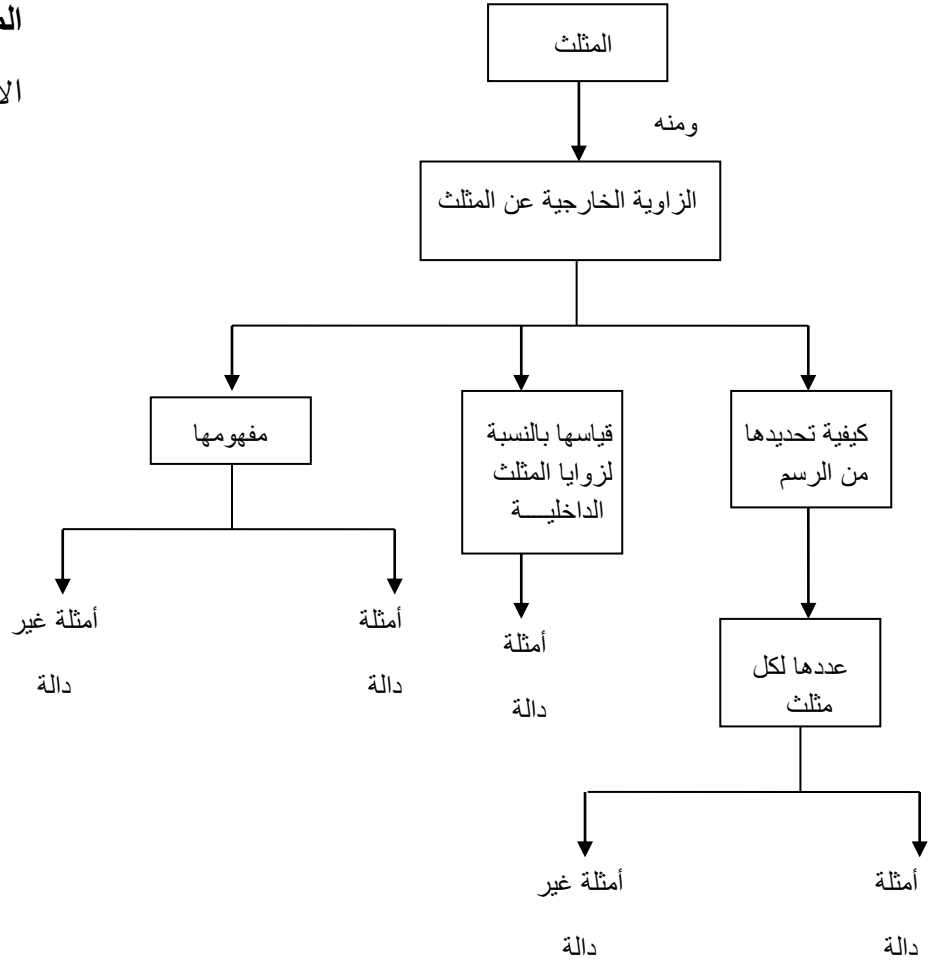 المثلث
ومنه
الزاوية الخارجية عن المثلث
كيفية تحديدها
من الرسم
قياسها بالنسبة
لزوايا المثلث
الداخليــــة
مفهومها
أمثلة
دالة
أمثلة
دالة
أمثلة غير
دالة
عددها لكل
مثلث
أمثلة
دالة
أمثلة غير
دالة